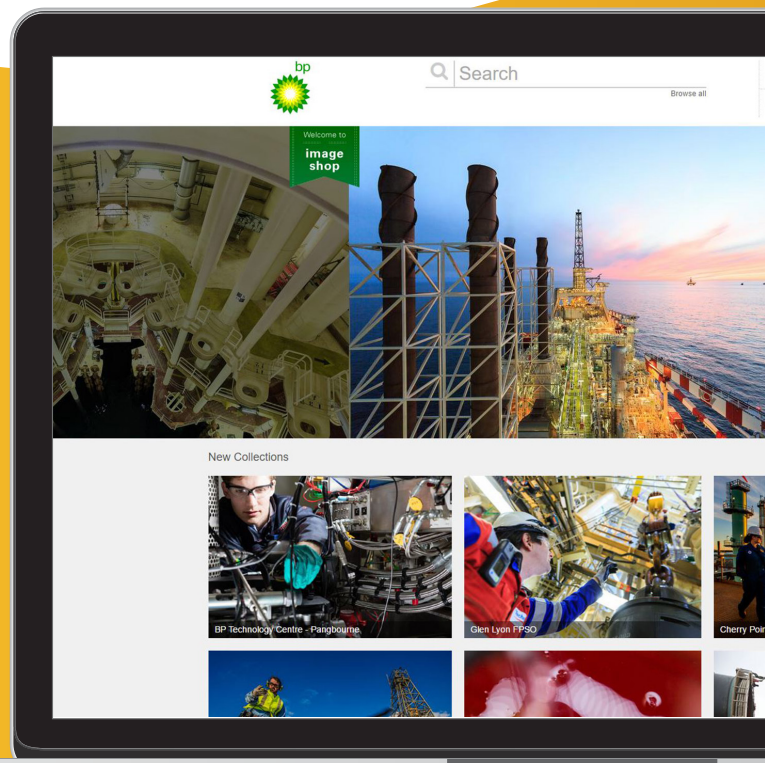 bp
Search
Browse all
Welcome to
image
shop
New Collections
BP Technology Centre - Pangbourne
Glen Lyon FPSO
Cherry Poin